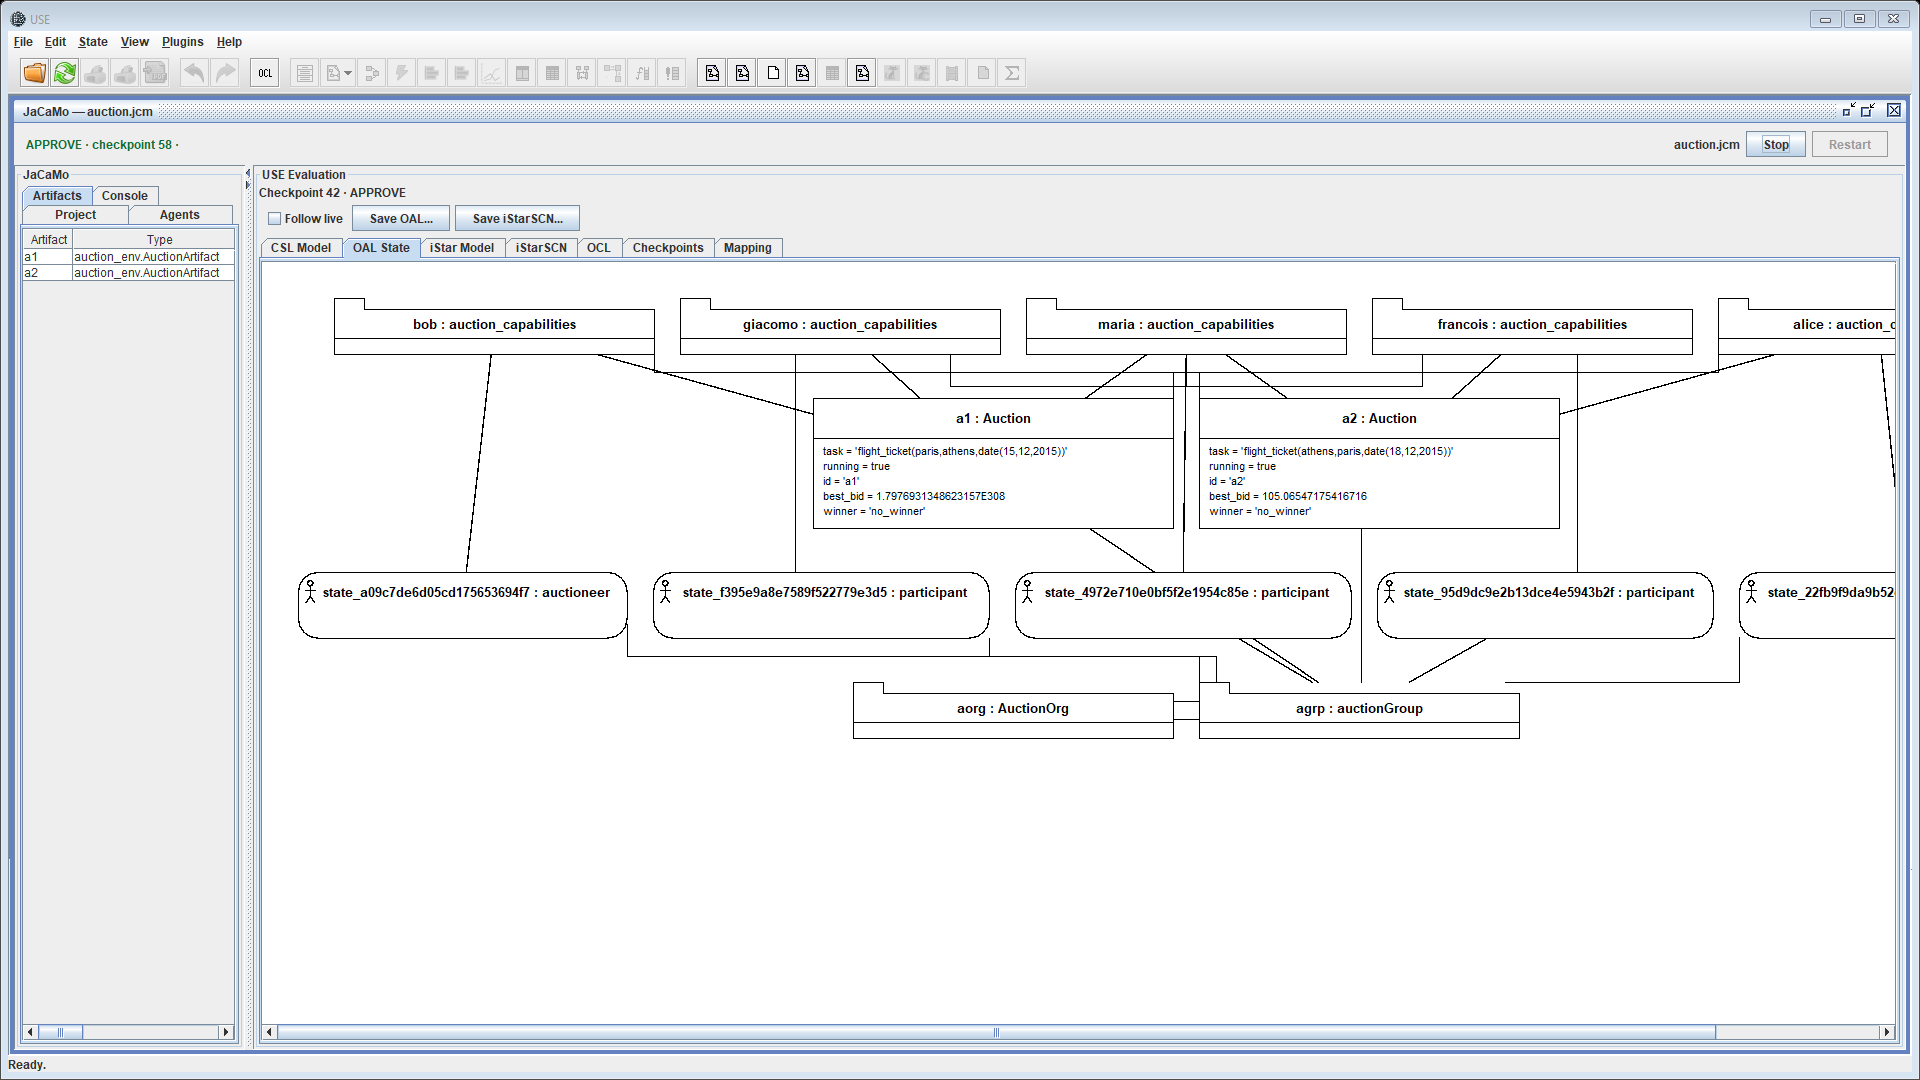 USE
File Edit State View Plugins Help
OCL
JaCaMo — auction.jcm
APPROVE · checkpoint 58 ·
auction.jcm Stop Restart
JaCaMo
Artifacts Console
Project Agents
Artifact Type
a1 auction_env.AuctionArtifact
a2 auction_env.AuctionArtifact
USE Evaluation
Checkpoint 42 · APPROVE
Follow live Save OAL... Save iStarSCN...
CSL Model OAL State iStar Model iStarSCN OCL Checkpoints Mapping
bob : auction_capabilities
giacomo : auction_capabilities
maria : auction_capabilities
francois : auction_capabilities
alice : auction_c
a1 : Auction
task = 'flight_ticket(paris,athens,date(15,12,2015))'
running = true
id = 'a1'
best_bid = 1.7976931348623157E308
winner = 'no_winner'
a2 : Auction
task = 'flight_ticket(athens,paris,date(18,12,2015))'
running = true
id = 'a2'
best_bid = 105.06547175416716
winner = 'no_winner'
state_a09c7de6d05cd175653694f7 : auctioneer
state_f395e9a8e7589f522779e3d5 : participant
state_4972e710e0bf5f2e1954c85e : participant
state_95d9dc9e2b13dce4e5943b2f : participant
state_22fb9f9da9b52
aorg : AuctionOrg
agrp : auctionGroup
Ready.